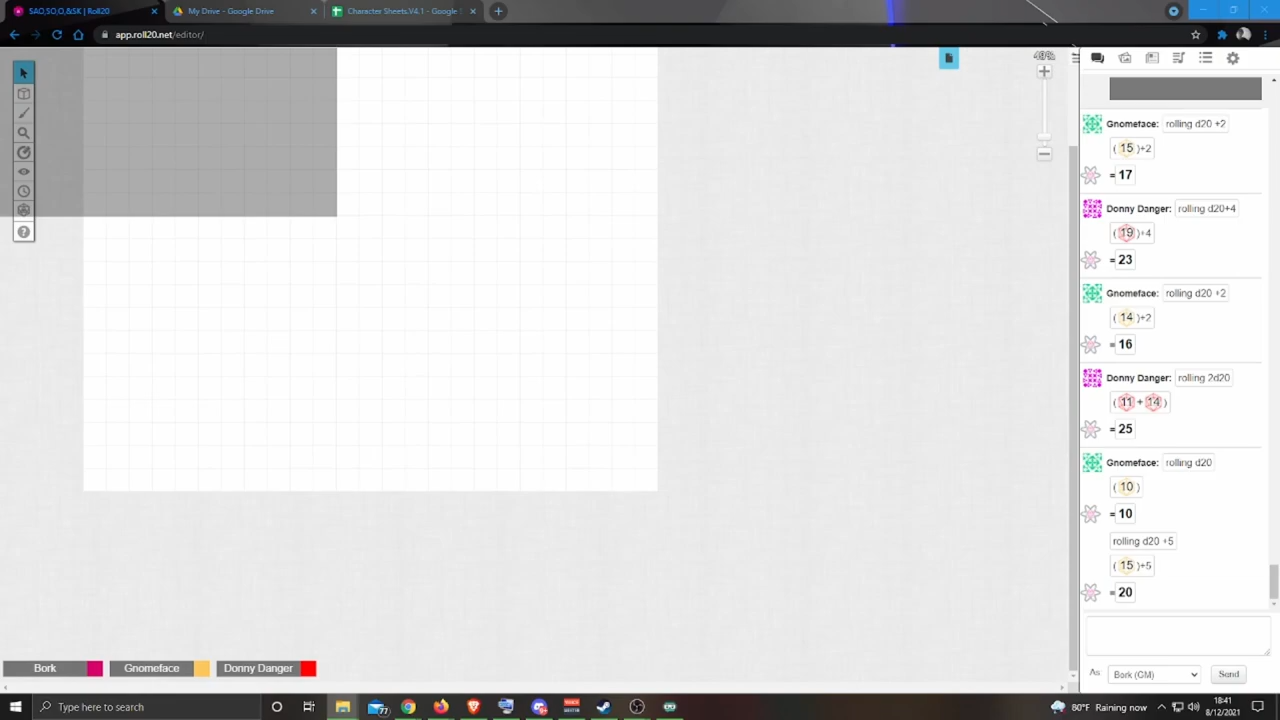 SAO,SO,O,&SK | Roll20
My Drive - Google Drive
Character Sheets.V4.1 - Google S
app.roll20.net/editor/
49%
Gnomeface: rolling d20 +2
(15)+2
=17
Donny Danger: rolling d20+4
(19)+4
=23
Gnomeface: rolling d20 +2
(14)+2
=16
Donny Danger: rolling 2d20
(11+14)
=25
Gnomeface: rolling d20
(10)
=10
rolling d20 +5
(15)+5
=20
As: Bork (GM) Send
Bork Gnomeface Donny Danger
Type here to search
77
80°F Raining now
18:41
8/12/2021